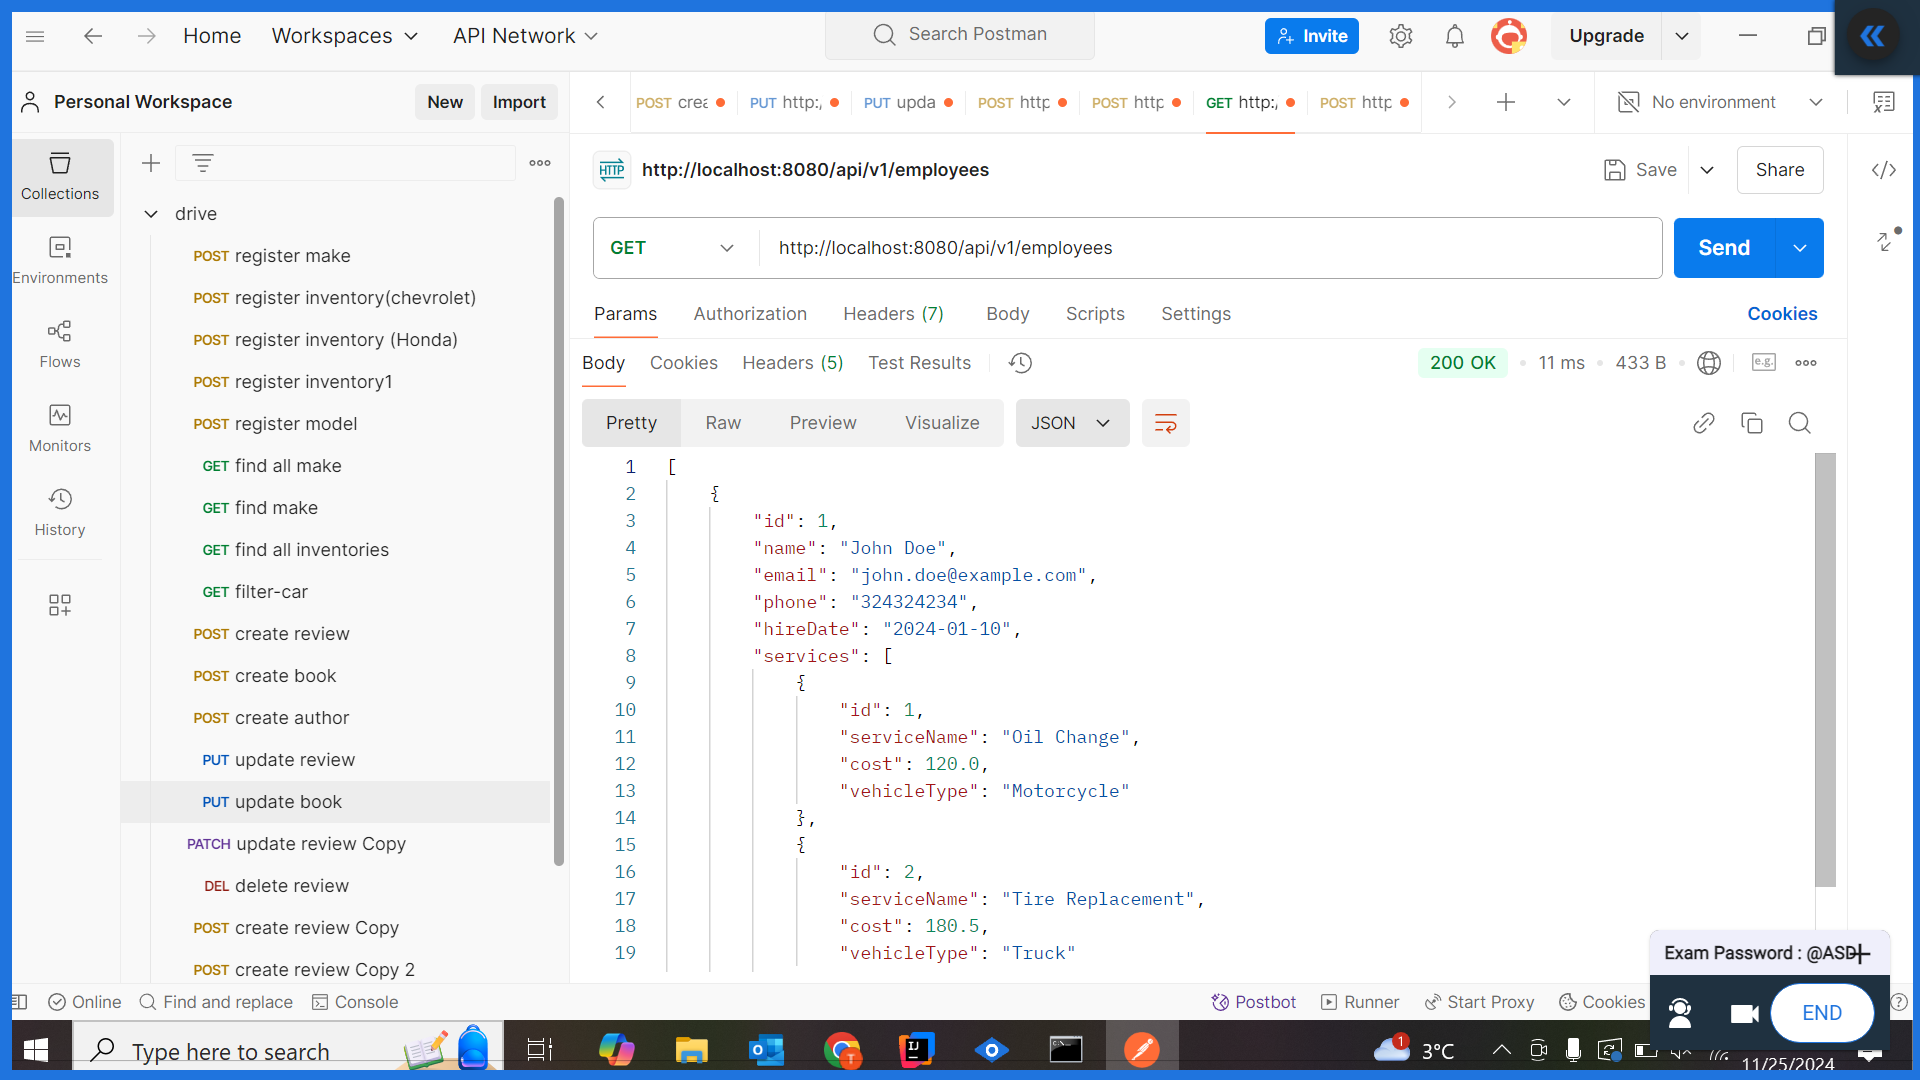 Home
Workspaces
API Network
Search Postman
Invite
Upgrade
Personal Workspace
New
Import
POST crea
PUT http:/
PUT upda
POST http
POST http
GET http:/
POST http
No environment
Collections
Environments
Flows
Monitors
History
drive
POST register make
POST register inventory(chevrolet)
POST register inventory (Honda)
POST register inventory1
POST register model
GET find all make
GET find make
GET find all inventories
GET filter-car
POST create review
POST create book
POST create author
PUT update review
PUT update book
PATCH update review Copy
DEL delete review
POST create review Copy
POST create review Copy 2
HTTP http://localhost:8080/api/v1/employees
Save
Share
GET http://localhost:8080/api/v1/employees
Send
Params Authorization Headers (7) Body Scripts Settings
Cookies
Body Cookies Headers (5) Test Results
200 OK 11 ms 433 B e.g.
Pretty Raw Preview Visualize JSON
1 [
2 {
3 "id": 1,
4 "name": "John Doe",
5 "email": "john.doe@example.com",
6 "phone": "324324234",
7 "hireDate": "2024-01-10",
8 "services": [
9 {
10 "id": 1,
11 "serviceName": "Oil Change",
12 "cost": 120.0,
13 "vehicleType": "Motorcycle"
14 },
15 {
16 "id": 2,
17 "serviceName": "Tire Replacement",
18 "cost": 180.5,
19 "vehicleType": "Truck"
Exam Password : @ASD
END
Online Find and replace Console
Postbot Runner Start Proxy Cookies
Type here to search
1
3°C
11/25/2024